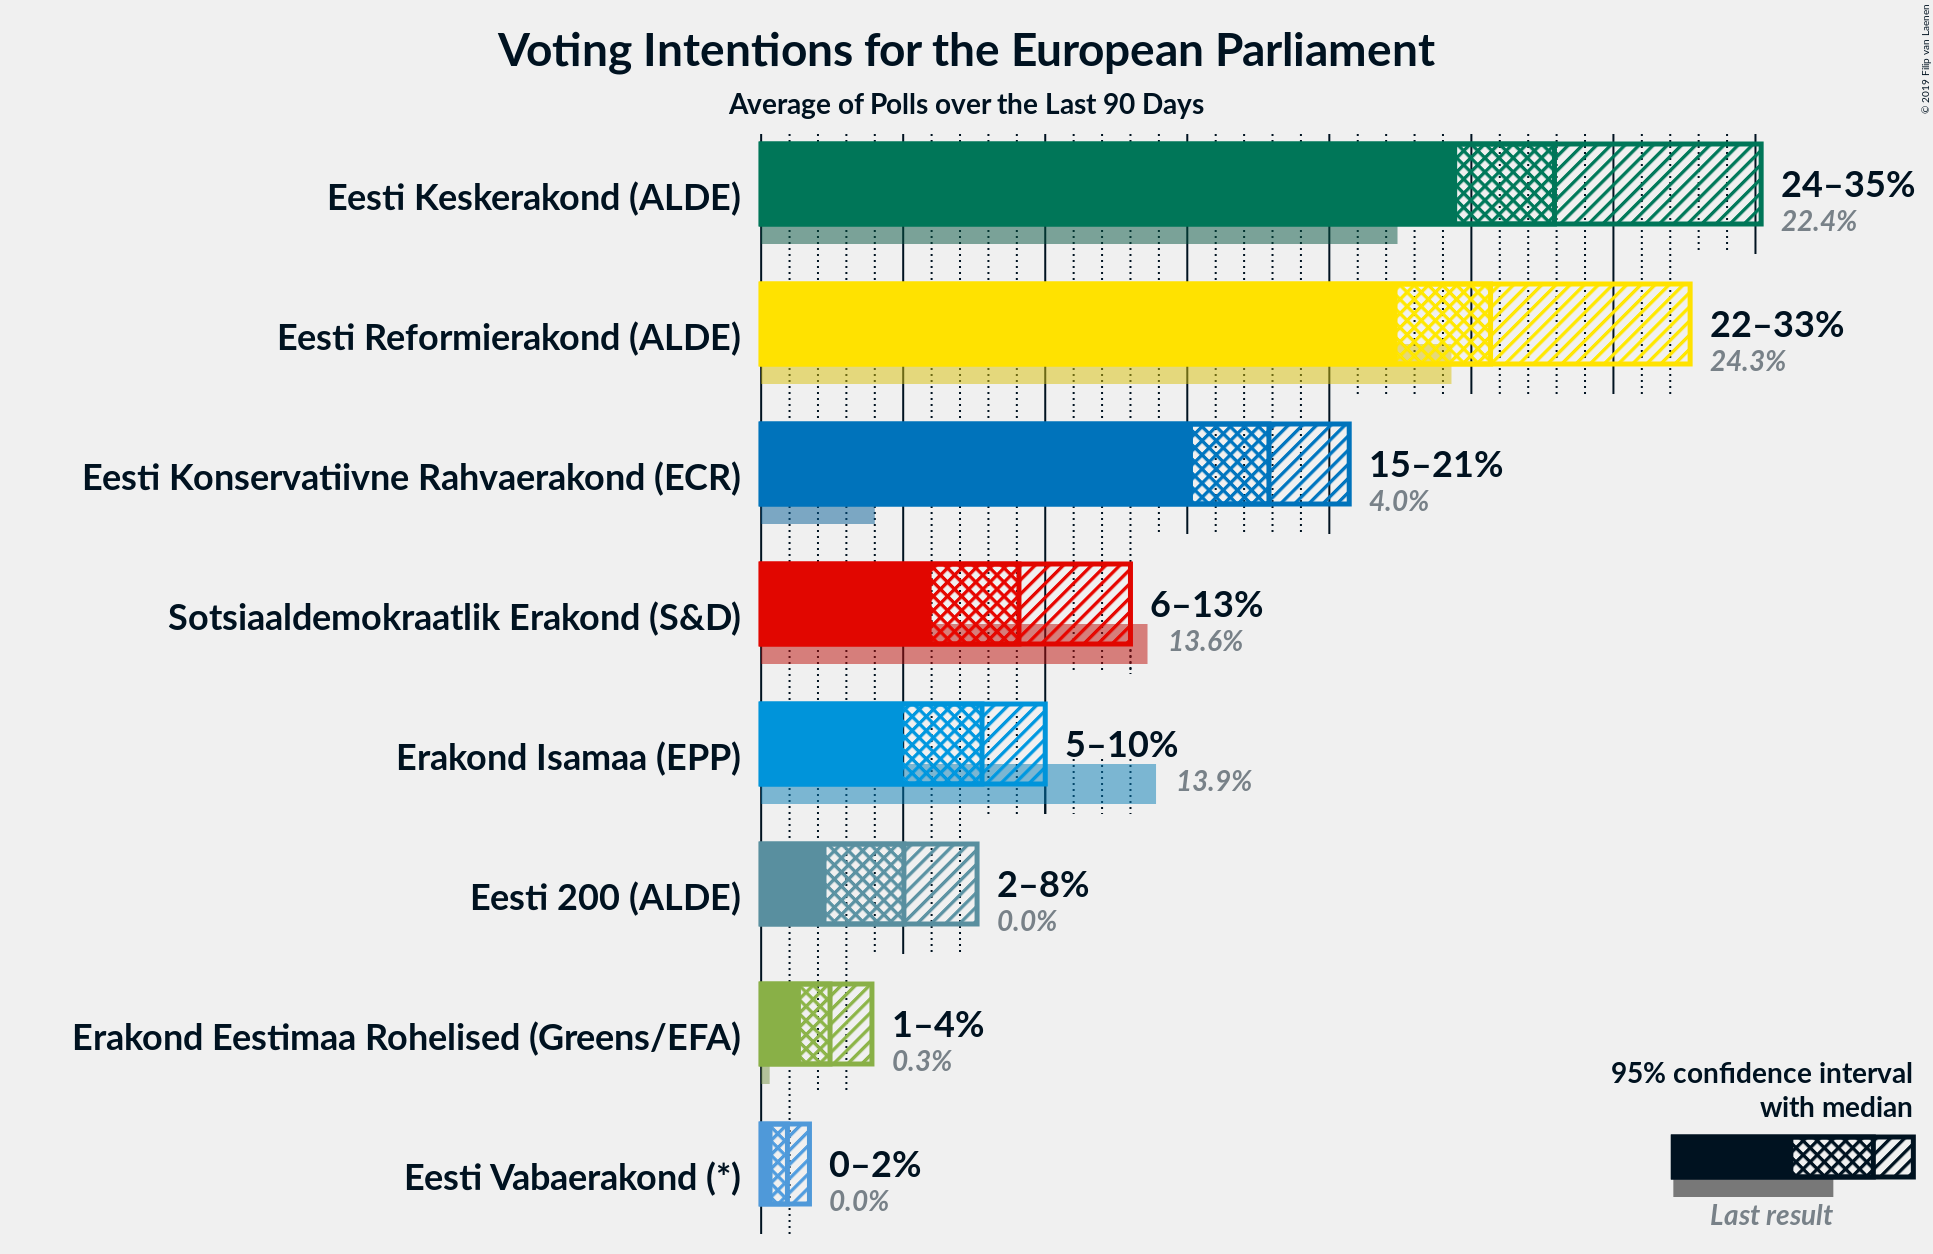 © 2019 Filip van Laenen
Voting Intentions for the European Parliament
Average of Polls over the Last 90 Days
Eesti Keskerakond (ALDE)
24–35%
22.4%
Eesti Reformierakond (ALDE)
22–33%
24.3%
Eesti Konservatiivne Rahvaerakond (ECR)
15–21%
4.0%
Sotsiaaldemokraatlik Erakond (S&D)
6–13%
13.6%
Erakond Isamaa (EPP)
5–10%
13.9%
Eesti 200 (ALDE)
2–8%
0.0%
Erakond Eestimaa Rohelised (Greens/EFA)
1–4%
0.3%
Eesti Vabaerakond (*)
0–2%
0.0%
95% confidence interval
with median
Last result